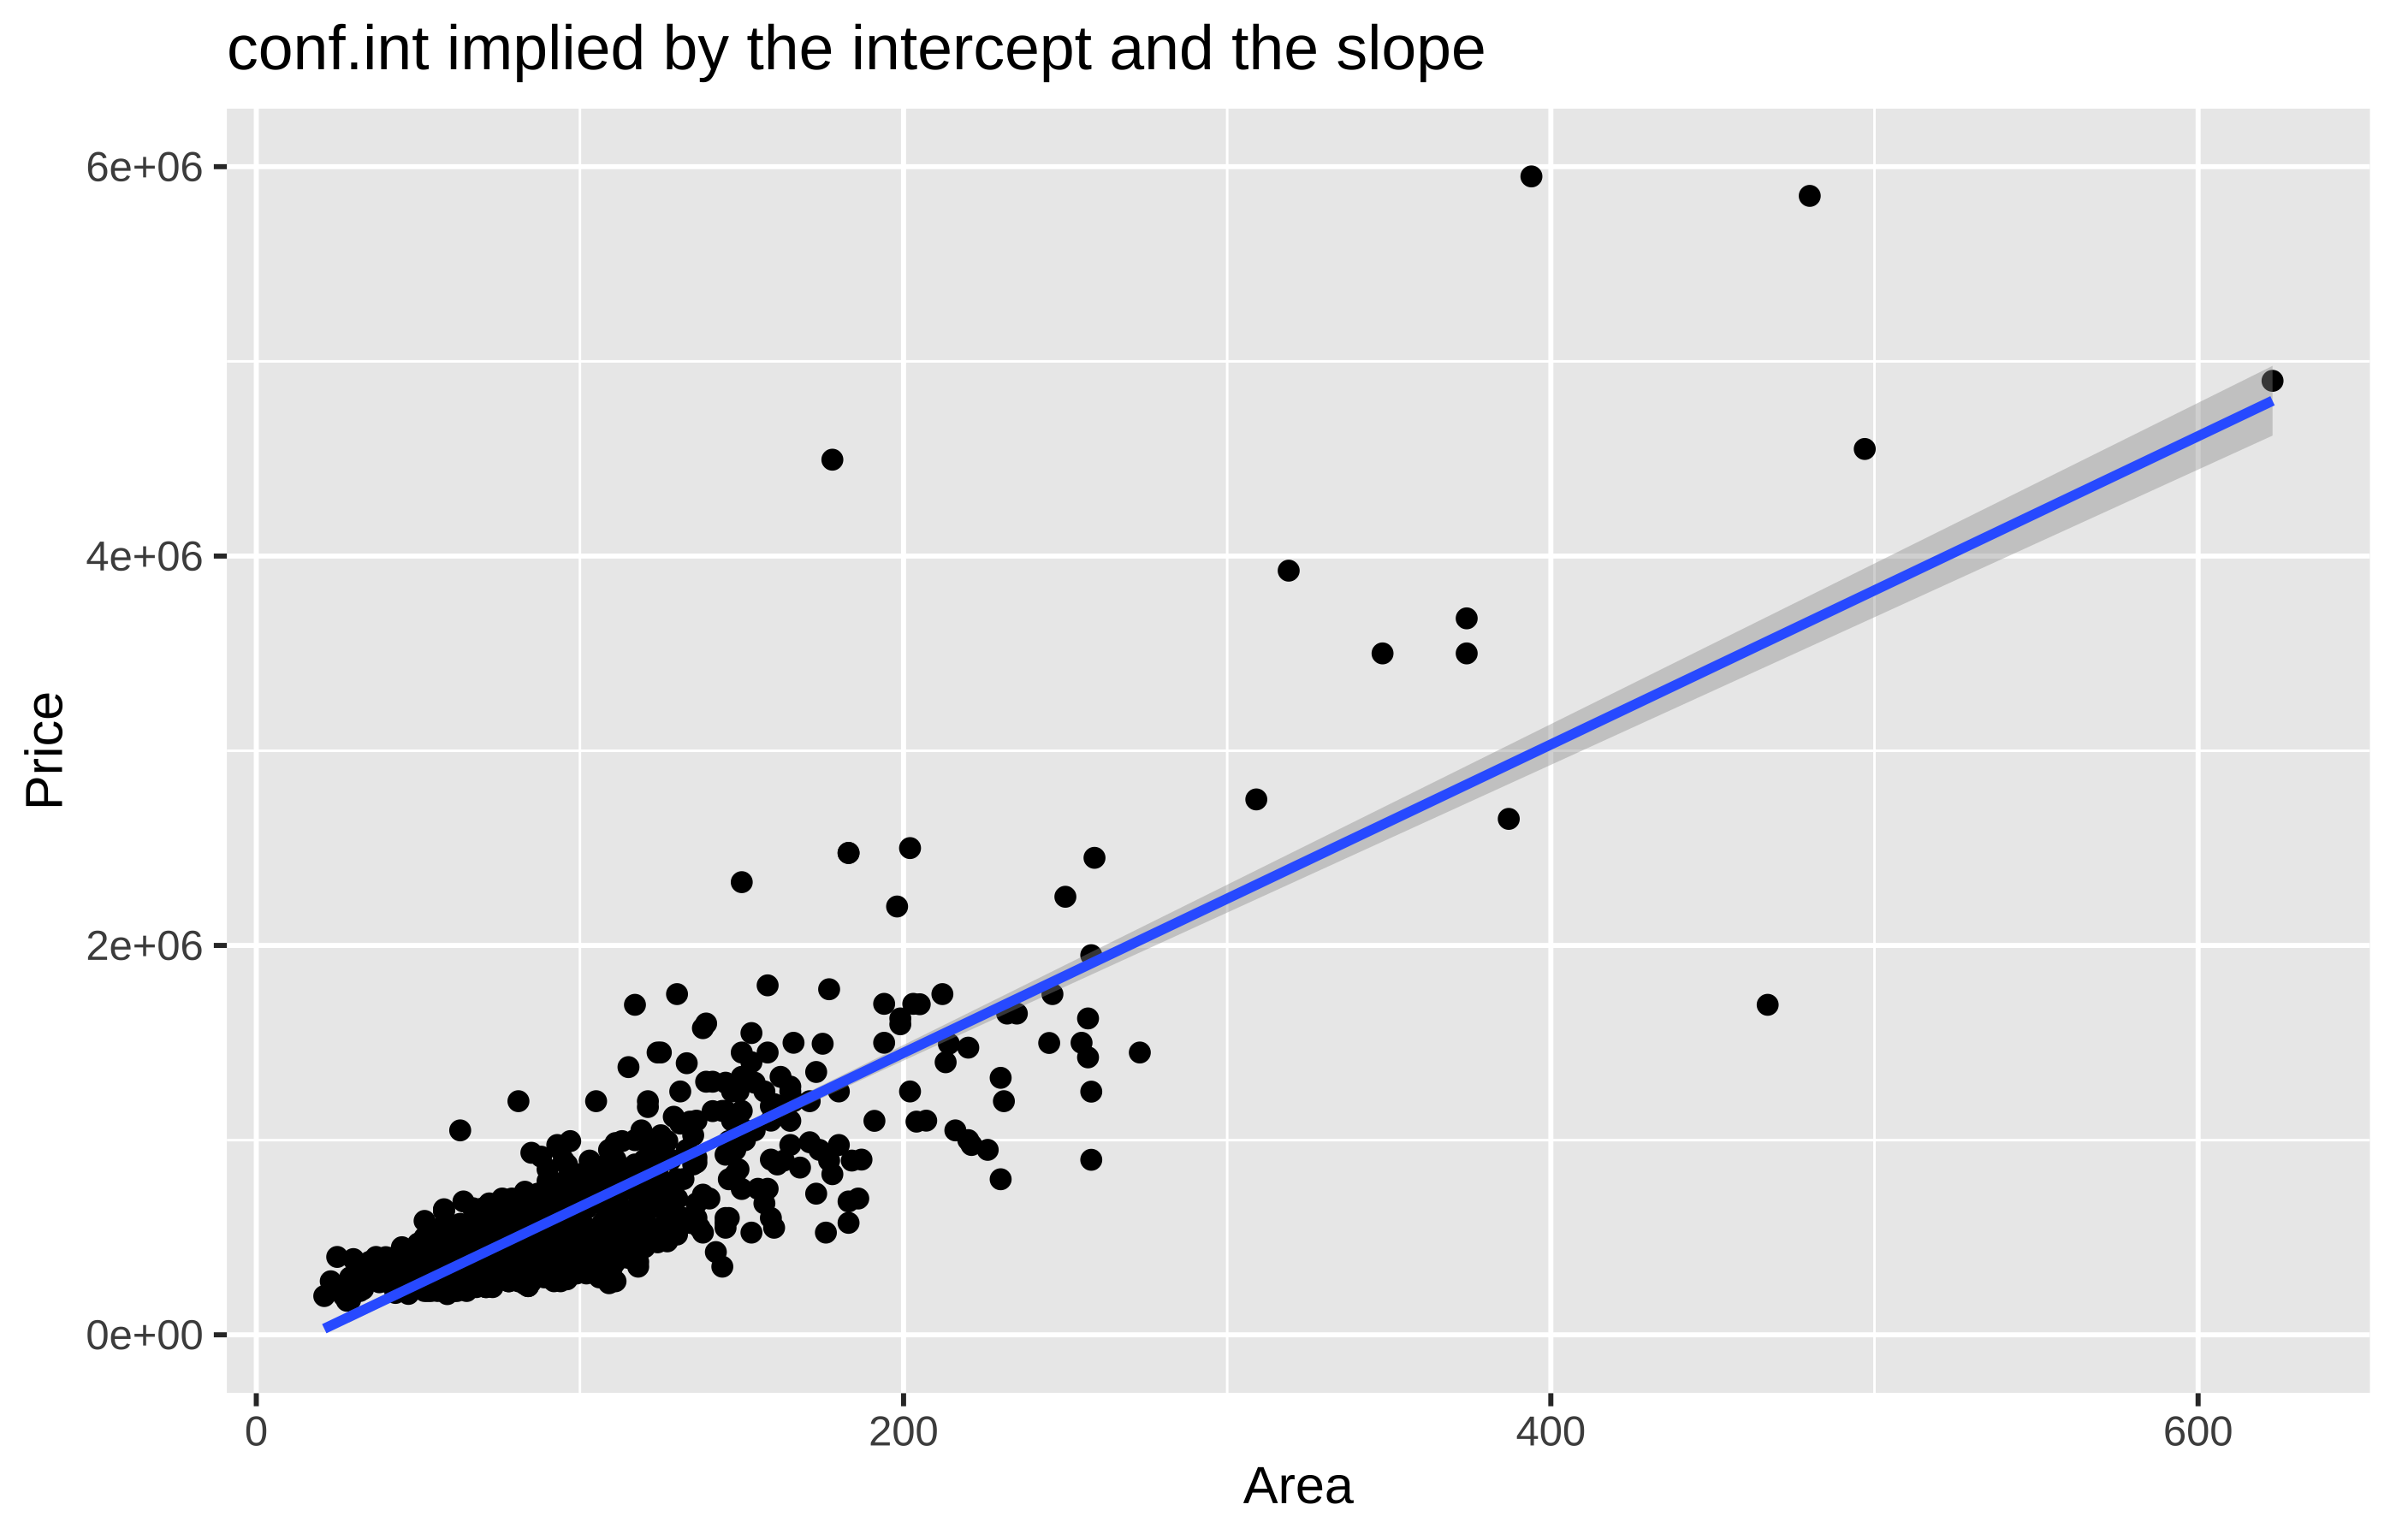 conf.int implied by the intercept and the slope
6e+06
4e+06
2e+06
0e+00
Price
0
200
400
600
Area